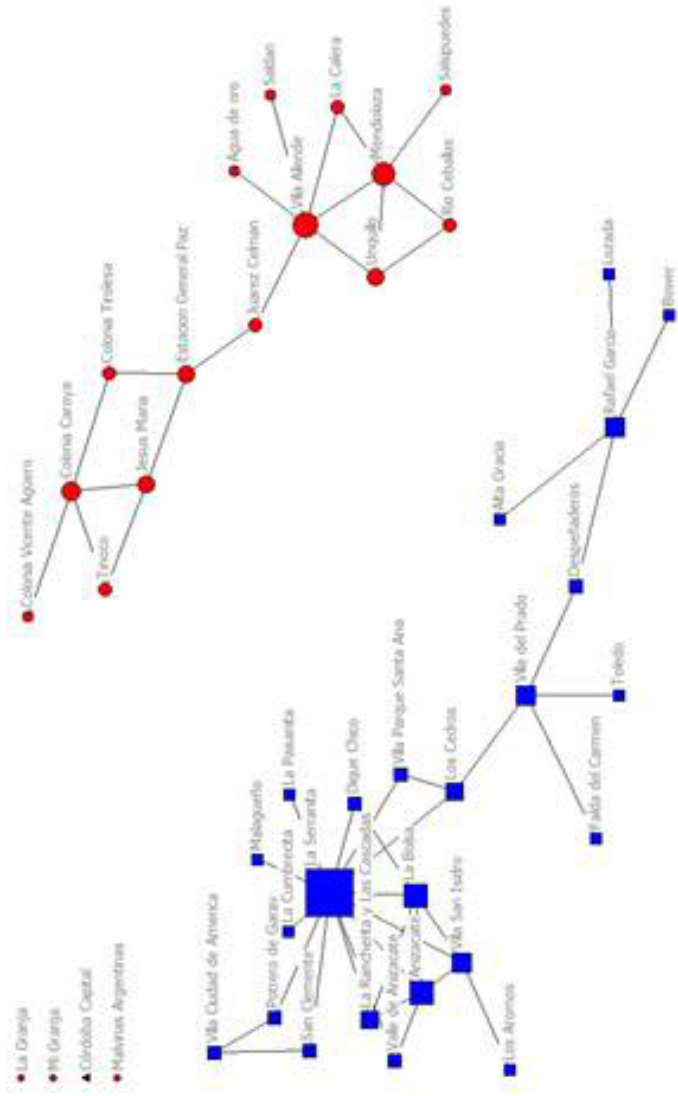 La Granja
Mi Granja
Córdoba Capital
Malvinas Argentinas
Colonia Vicente Agüero
Tinoco
Colonia Caroya
Jesus Maria
Colonia Tirolesa
Estacion General Paz
Juarez Celman
Agua de oro
Saldan
Villa Allende
La Calera
Mendiolaza
Unquillo
Salsipuedes
Rio Ceballos
Villa Ciudad de America
Potrero de Garay
San Clemente
La Cumbrecita
Malagueño
La Paisanita
La Serranita
Dique Chico
Villa Parque Santa Ana
Los Cedros
La Rancherita y Las Cascadas
La Bolsa
Valle de Anizacate
Anizacate
Villa San Isidro
Los Aromos
Villa del Prado
Falda del Carmen
Toledo
Despeñaderos
Alta Gracia
Rafael Garcia
Lozada
Bower